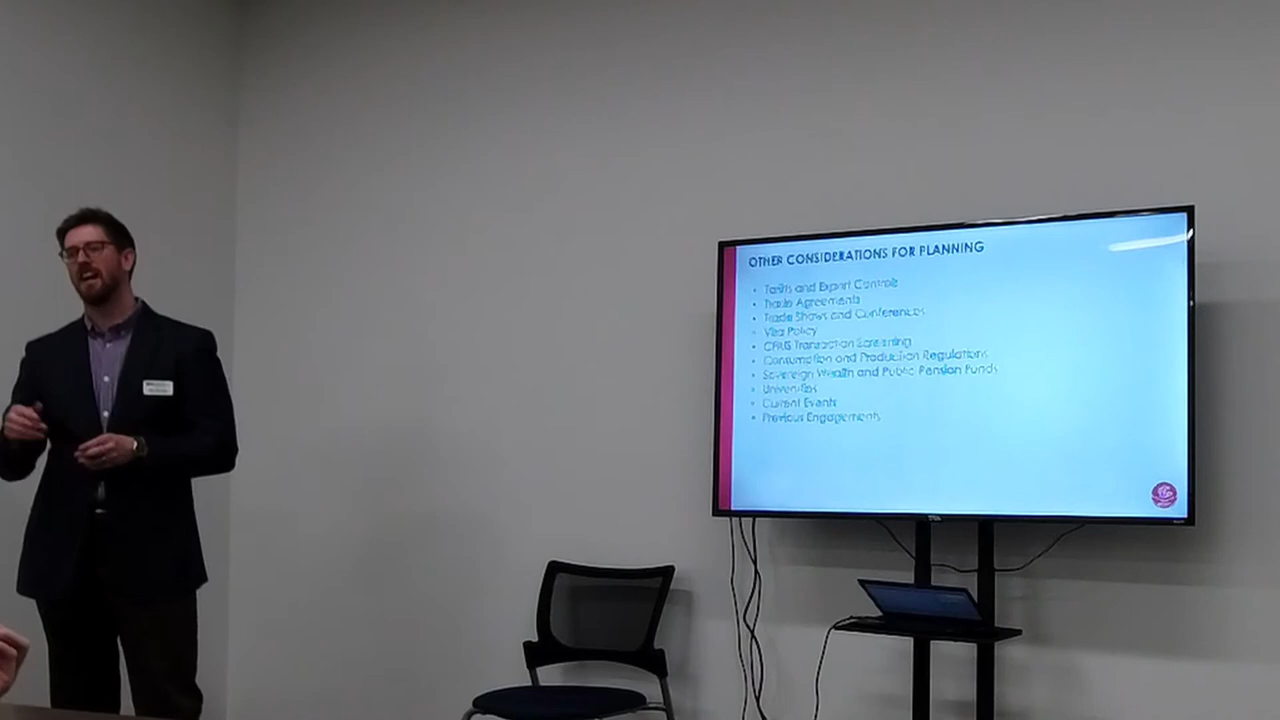 OTHER CONSIDERATIONS FOR PLANNING
• Tariffs and Export Controls
• Trade Agreements
• Trade Shows and Conferences
• Visa Policy
• CFIUS Transaction Screening
• Consumption and Production Regulations
• Sovereign Wealth and Public Pension Funds
• Universities
• Current Events
• Previous Engagements
TCL